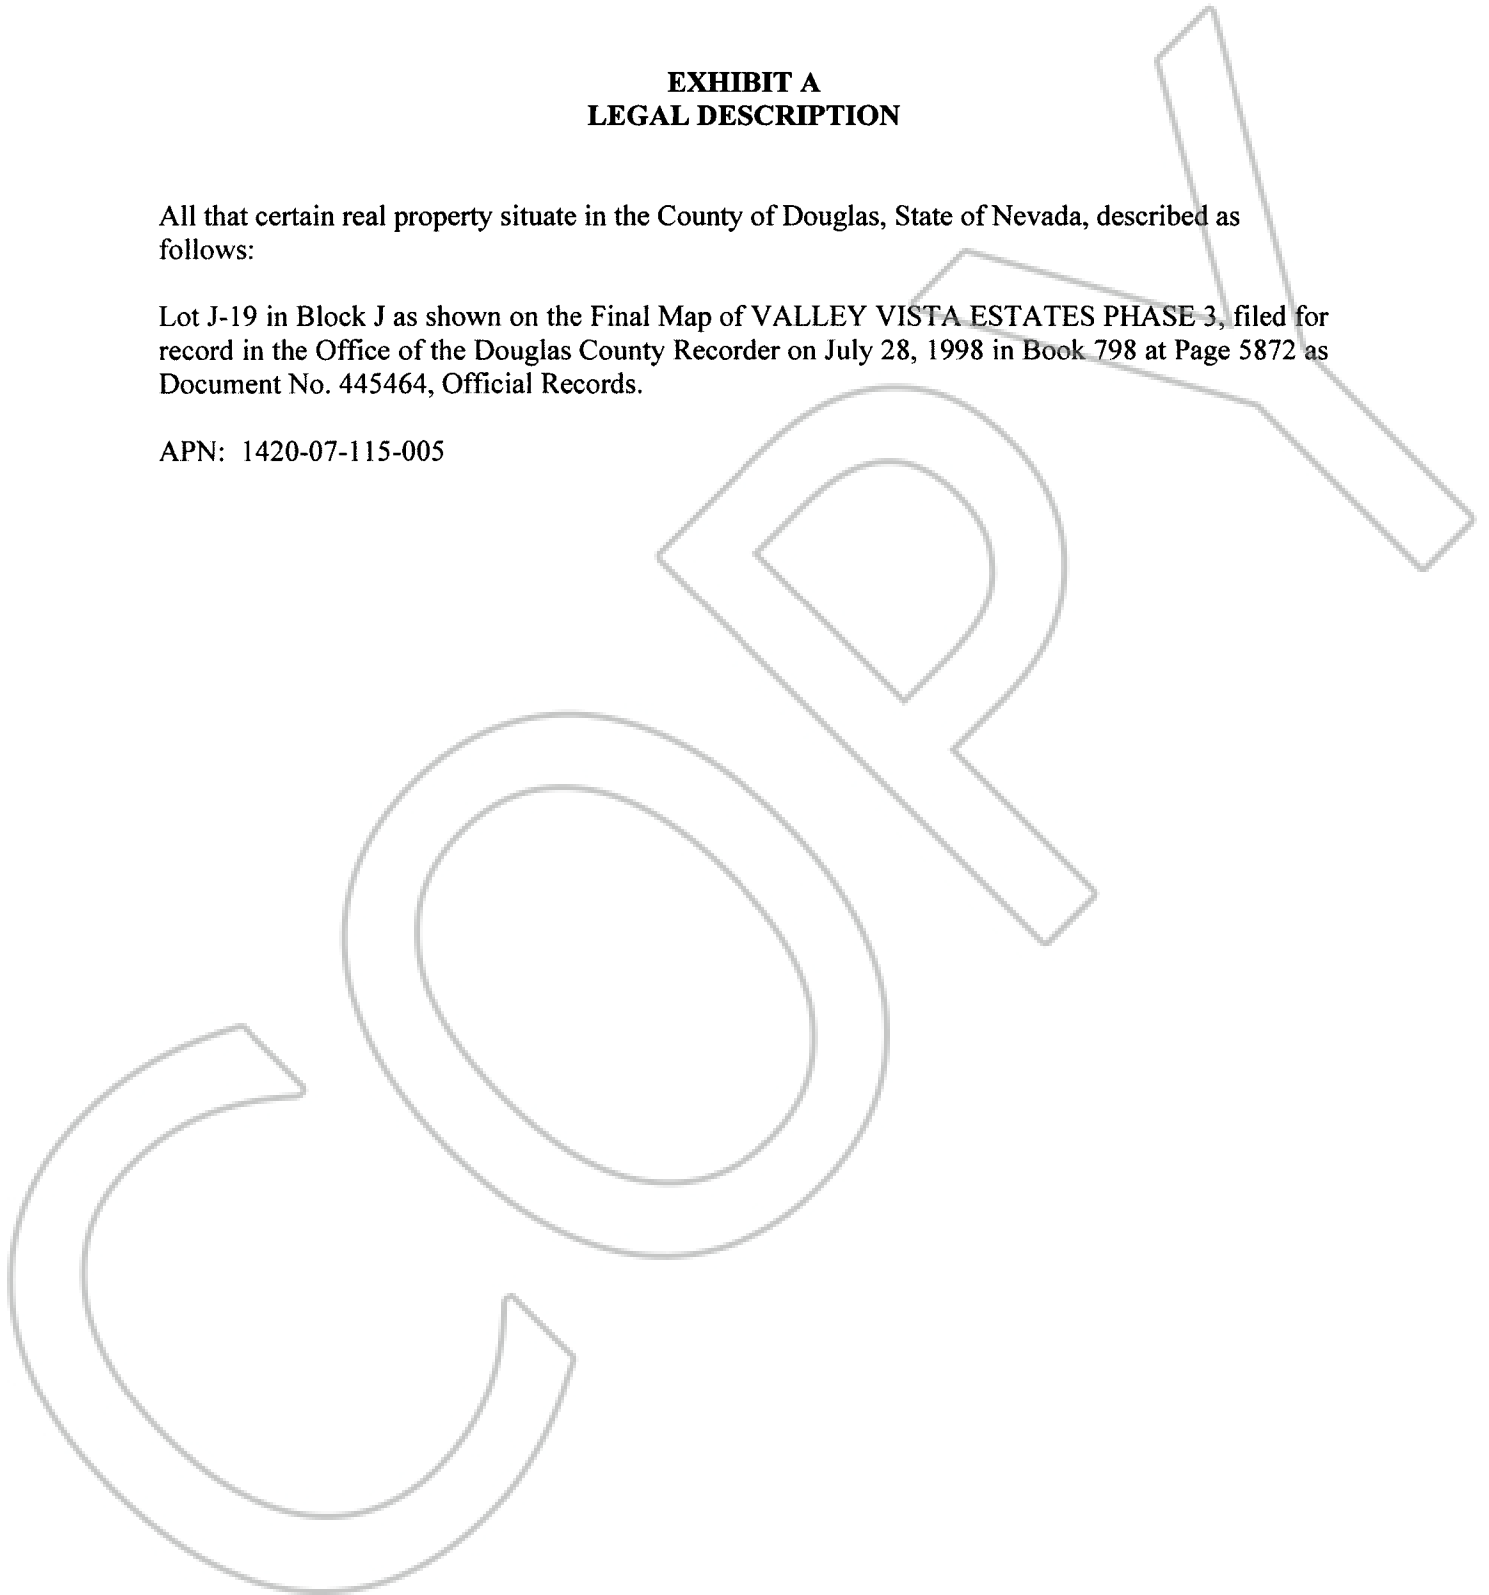 EXHIBIT A
LEGAL DESCRIPTION
All that certain real property situate in the County of Douglas, State of Nevada, described as
follows:
Lot J-19 in Block J as shown on the Final Map of VALLEY VISTA ESTATES PHASE 3, filed for
record in the Office of the Douglas County Recorder on July 28, 1998 in Book 798 at Page 5872 as
Document No. 445464, Official Records.
APN: 1420-07-115-005
COPY